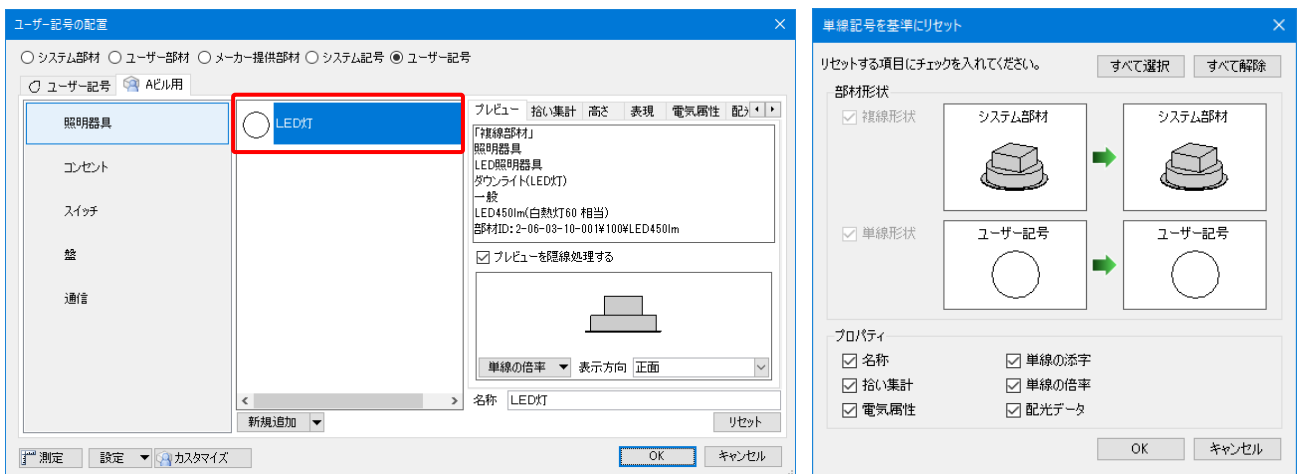 ユーザー記号の配置
システム部材 ユーザー部材 メーカー提供部材 システム記号 ユーザー記号
ユーザー記号 Aビル用
照明器具
コンセント
スイッチ
盤
通信
LED灯
新規追加
プレビュー 拾い集計 高さ 表現 電気属性
「複線部材」
照明器具
LED照明器具
ダウンライト(LED灯)
一般
LED450lm(白熱灯60 相当)
部材ID:2-06-03-10-001¥100¥LED450lm
プレビューを隠線処理する
単線の倍率 表示方向 正面
名称 LED灯
リセット
測定 設定 カスタマイズ OK キャンセル
単線記号を基準にリセット
リセットする項目にチェックを入れてください。 すべて選択 すべて解除
部材形状
複線形状 システム部材 システム部材
単線形状 ユーザー記号 ユーザー記号
プロパティ
名称 単線の添字
拾い集計 単線の倍率
電気属性 配光データ
OK キャンセル